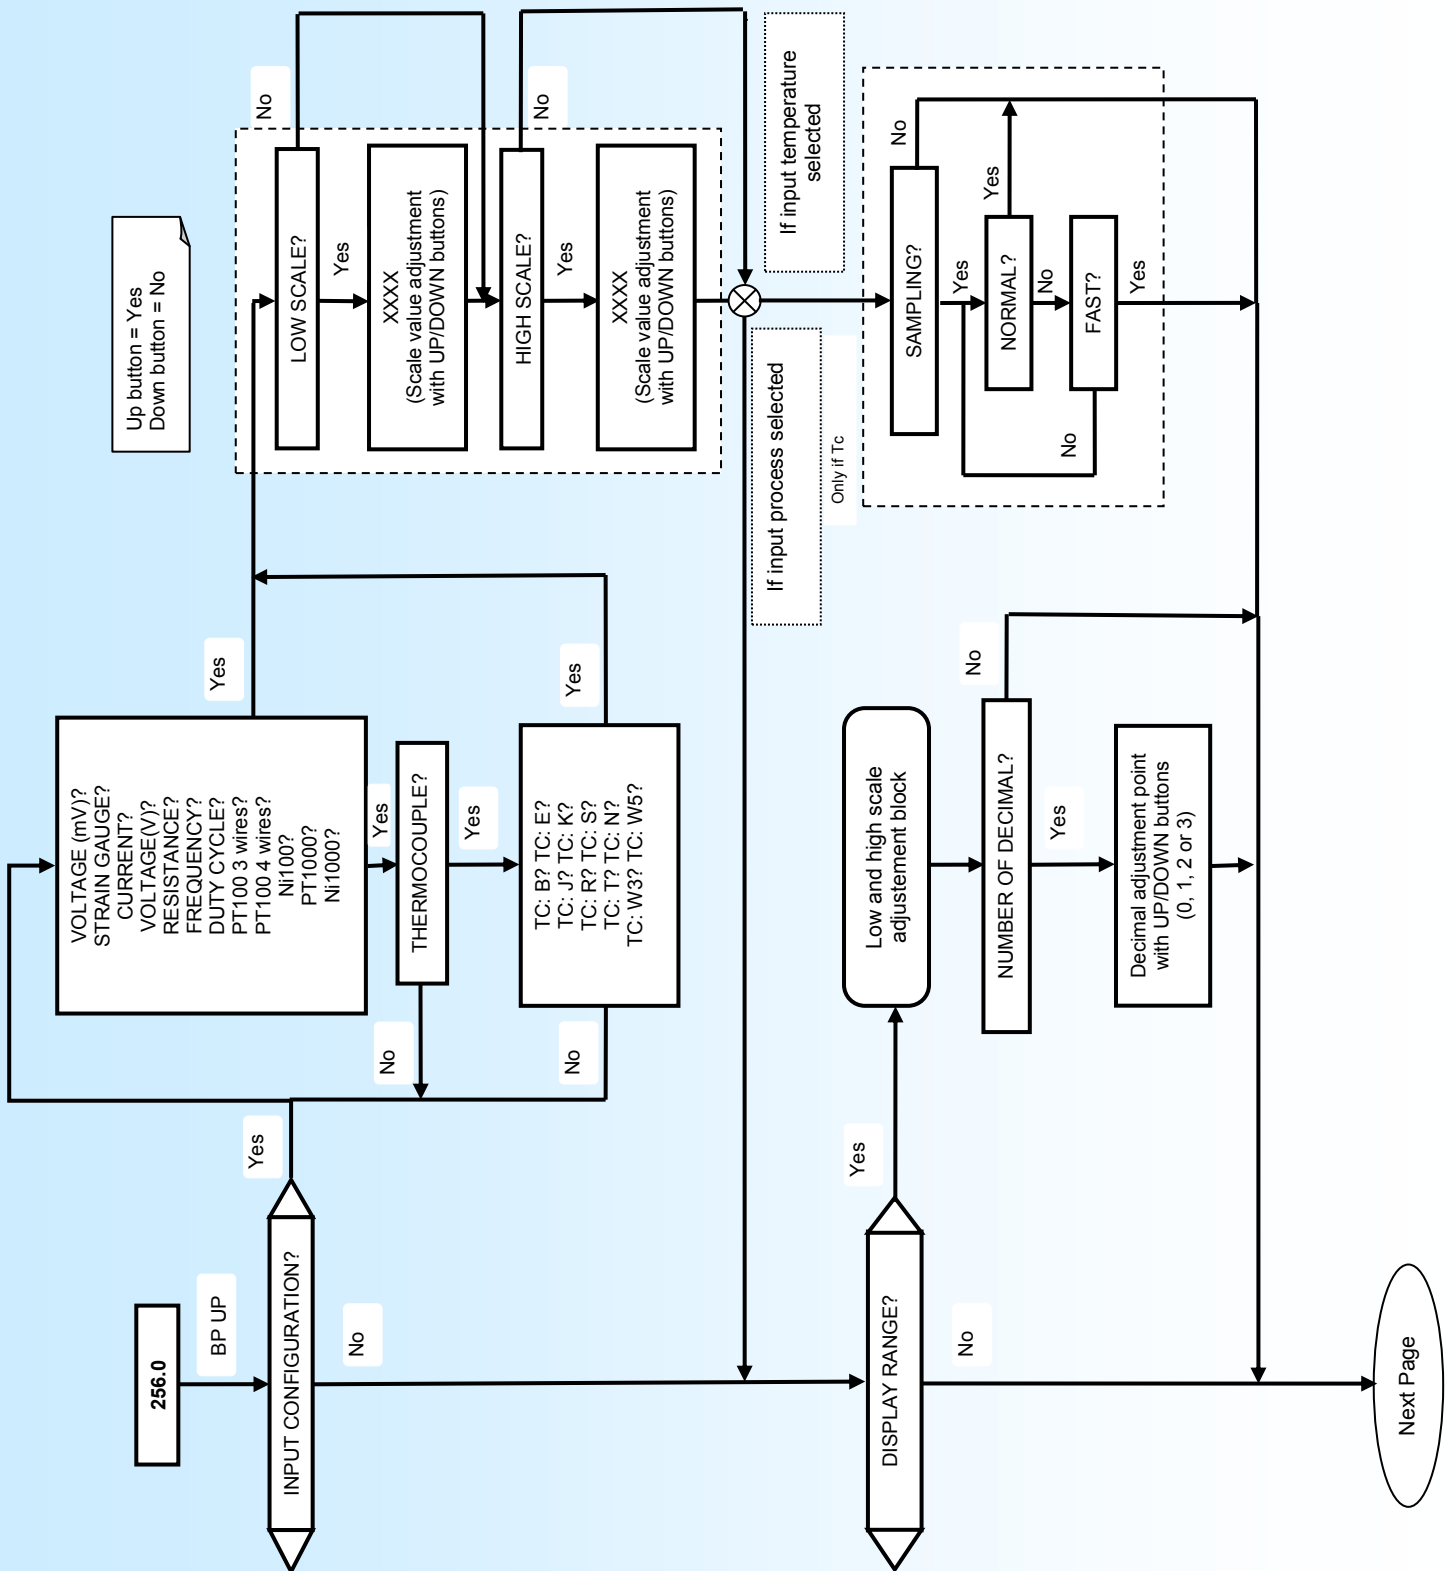 256.0
BP UP
INPUT CONFIGURATION?
Yes
No
VOLTAGE (mV)?
STRAIN GAUGE?
CURRENT?
VOLTAGE(V)?
RESISTANCE?
FREQUENCY?
DUTY CYCLE?
PT100 3 wires?
PT100 4 wires?
Ni100?
PT1000?
Ni1000?
Yes
Yes
THERMOCOUPLE?
No
Yes
TC: B? TC: E?
TC: J? TC: K?
TC: R? TC: S?
TC: T? TC: N?
TC: W3? TC: W5?
No
Yes
Up button = Yes
Down button = No
LOW SCALE?
No
Yes
XXXX
(Scale value adjustment
with UP/DOWN buttons)
HIGH SCALE?
No
Yes
XXXX
(Scale value adjustment
with UP/DOWN buttons)
If input process selected
If input temperature
selected
Only if Tc
SAMPLING?
No
Yes
NORMAL?
Yes
No
FAST?
No
Yes
DISPLAY RANGE?
Yes
No
Low and high scale
adjustement block
NUMBER OF DECIMAL?
No
Yes
Decimal adjustment point
with UP/DOWN buttons
(0, 1, 2 or 3)
Next Page